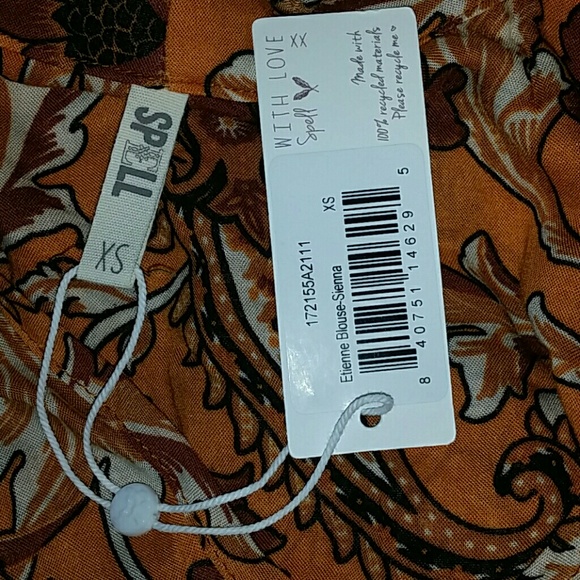 SPELL
XS
WITH LOVE
Spell
XX
Made with
100% recycled materials
Please recycle me
172155A2111
XS
Etienne Blouse-Sienna
8 40751 14629 5